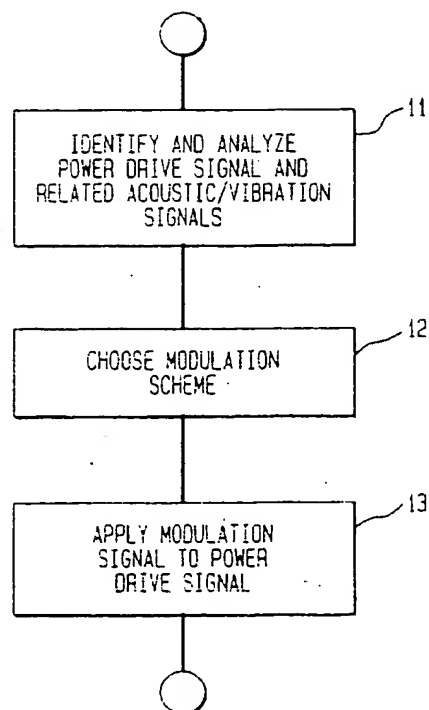 11
IDENTIFY AND ANALYZE
POWER DRIVE SIGNAL AND
RELATED ACOUSTIC/VIBRATION
SIGNALS
12
CHOOSE MODULATION
SCHEME
13
APPLY MODULATION
SIGNAL TO POWER
DRIVE SIGNAL